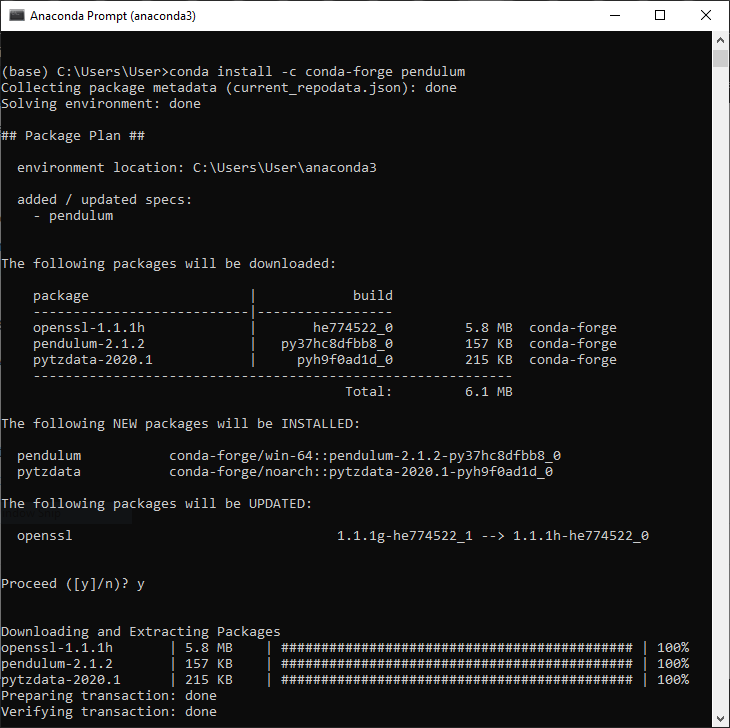 Anaconda Prompt (anaconda3)
(base) C:\Users\User>conda install -c conda-forge pendulum
Collecting package metadata (current_repodata.json): done
Solving environment: done
## Package Plan ##
environment location: C:\Users\User\anaconda3
added / updated specs:
- pendulum
The following packages will be downloaded:
package | build
---------------------------|-----------------
openssl-1.1.1h | he774522_0 5.8 MB conda-forge
pendulum-2.1.2 | py37hc8dfbb8_0 157 KB conda-forge
pytzdata-2020.1 | pyh9f0ad1d_0 215 KB conda-forge
------------------------------------------------------------
Total: 6.1 MB
The following NEW packages will be INSTALLED:
pendulum conda-forge/win-64::pendulum-2.1.2-py37hc8dfbb8_0
pytzdata conda-forge/noarch::pytzdata-2020.1-pyh9f0ad1d_0
The following packages will be UPDATED:
openssl 1.1.1g-he774522_1 --> 1.1.1h-he774522_0
Proceed ([y]/n)? y
Downloading and Extracting Packages
openssl-1.1.1h | 5.8 MB | ############################################ | 100%
pendulum-2.1.2 | 157 KB | ############################################ | 100%
pytzdata-2020.1 | 215 KB | ############################################ | 100%
Preparing transaction: done
Verifying transaction: done